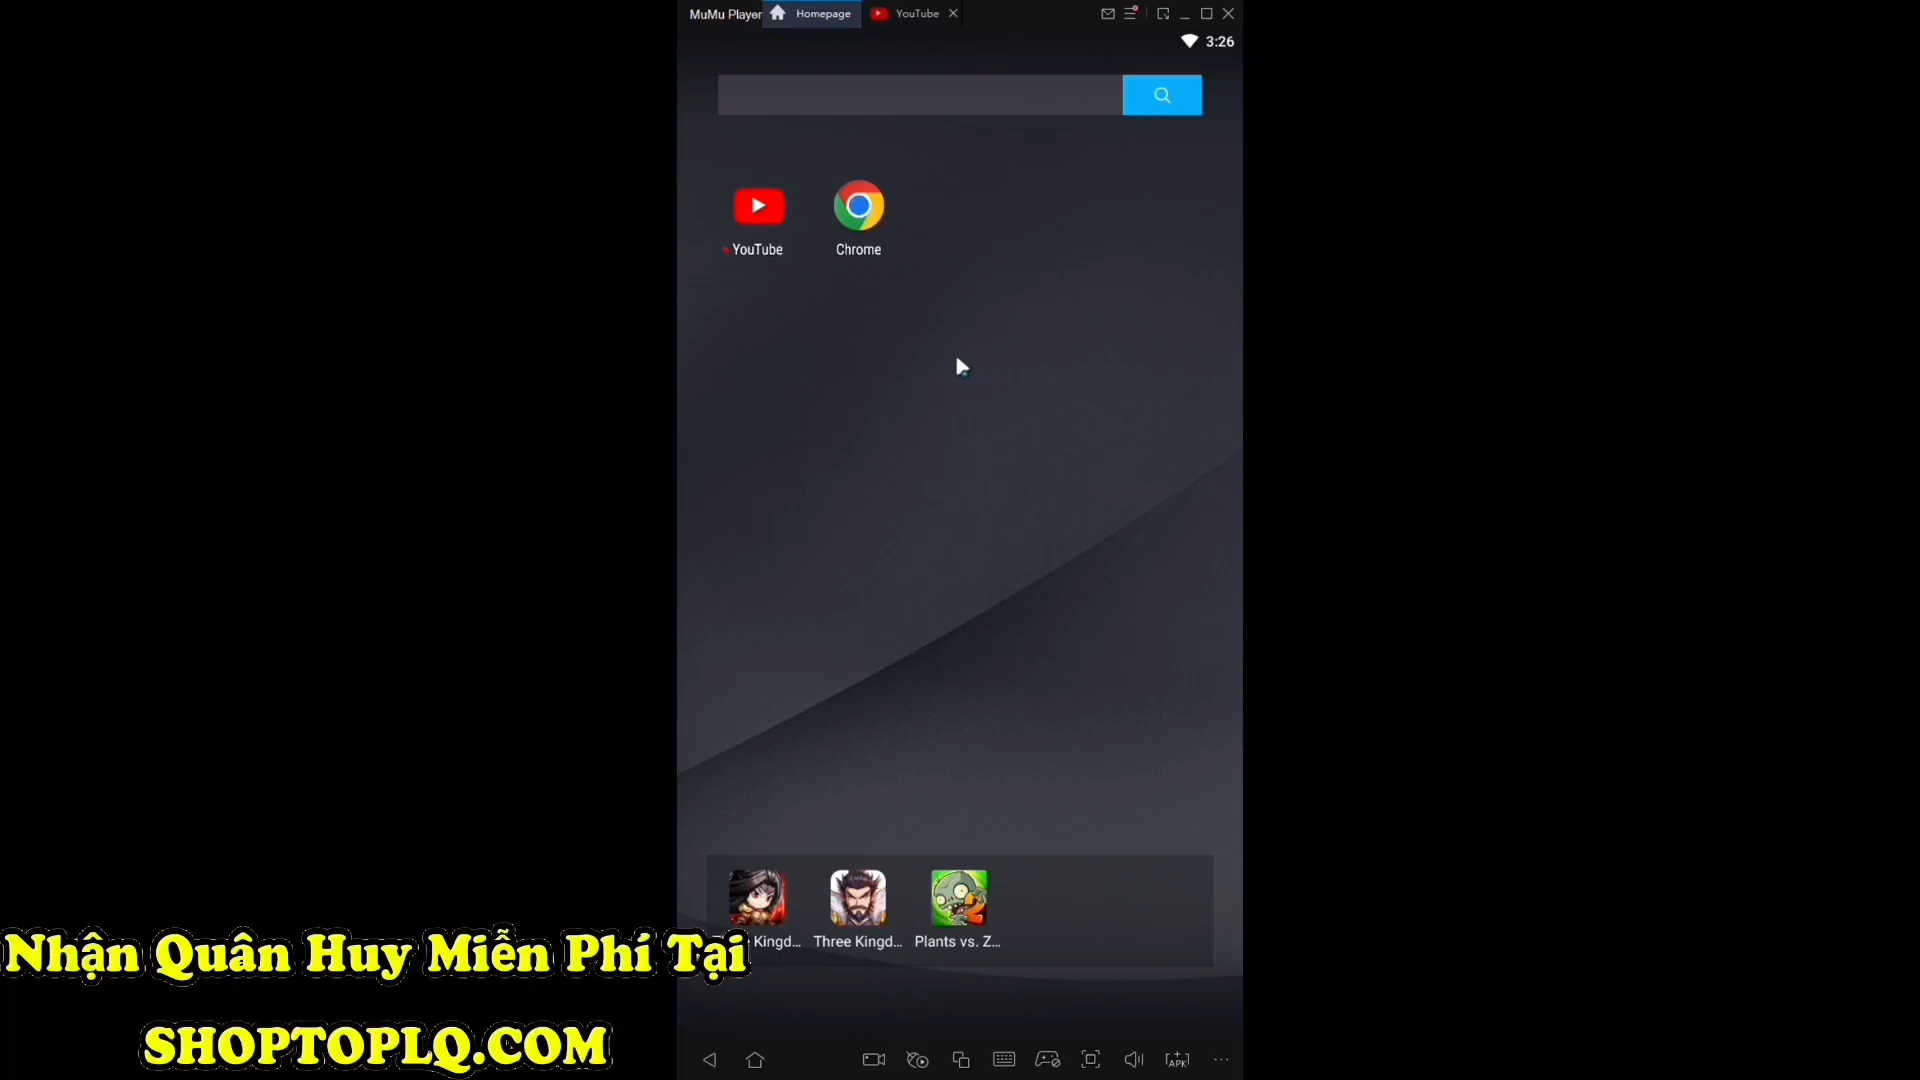 MuMu Player
Homepage
YouTube
3:26
YouTube
Chrome
Kingd...
Three Kingd...
Plants vs. Z...
Nhận Quân Huy Miễn Phí Tại
SHOPTOPLQ.COM
APK